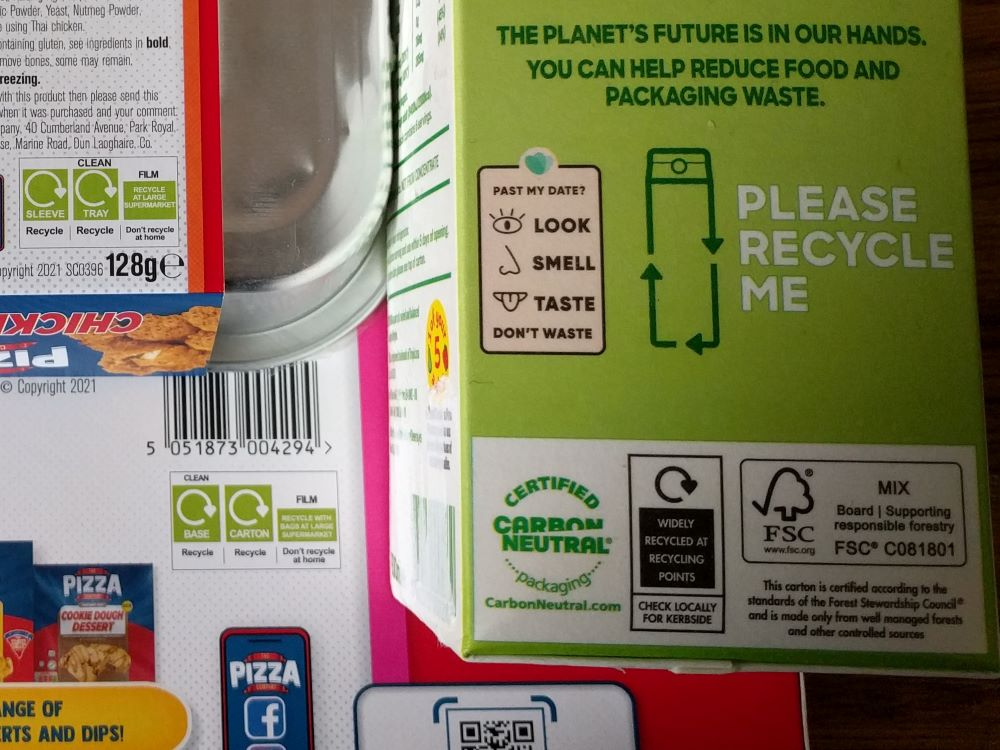 ic Powder, Yeast, Nutmeg Powder.
using Thai chicken.
ontaining gluten, see ingredients in bold.
move bones, some may remain.
reezing.
with this product then please send this
when it was purchased and your comment.
pany, 4D Cumberland Avenue, Park Royal
se, Marine Road, Dun Laoghaire, Co.
CLEAN
FILM
SLEEVE
TRAY
RECYCLE
AT LARGE
SUPERMARKET
Recycle
Recycle
Don't recycle
at home
pyright 2021 SC0396 128g℮
CHICK
PIZ
© Copyright 2021
5 051873 004294 >
CLEAN
FILM
BASE
CARTON
RECYCLE WITH
BAGS AT LARGE
SUPERMARKET
Recycle
Recycle
Don't recycle
at home
THE
PIZZA
COMPANY
COOKIE DOUGH
DESSERT
THE
PIZZA
COMPANY
f
NGE OF
ERTS AND DIPS!
THE PLANET'S FUTURE IS IN OUR HANDS.
YOU CAN HELP REDUCE FOOD AND
PACKAGING WASTE.
PAST MY DATE?
LOOK
SMELL
TASTE
DON'T WASTE
PLEASE
RECYCLE
ME
5
CERTIFIED
CARBON
NEUTRAL®
packaging
CarbonNeutral.com
WIDELY
RECYCLED AT
RECYCLING
POINTS
CHECK LOCALLY
FOR KERBSIDE
®
FSC
www.fsc.org
MIX
Board | Supporting
responsible forestry
FSC® C081801
This carton is certified according to the
standards of the Forest Stewardship Council®
and is made only from well managed forests
and other controlled sources